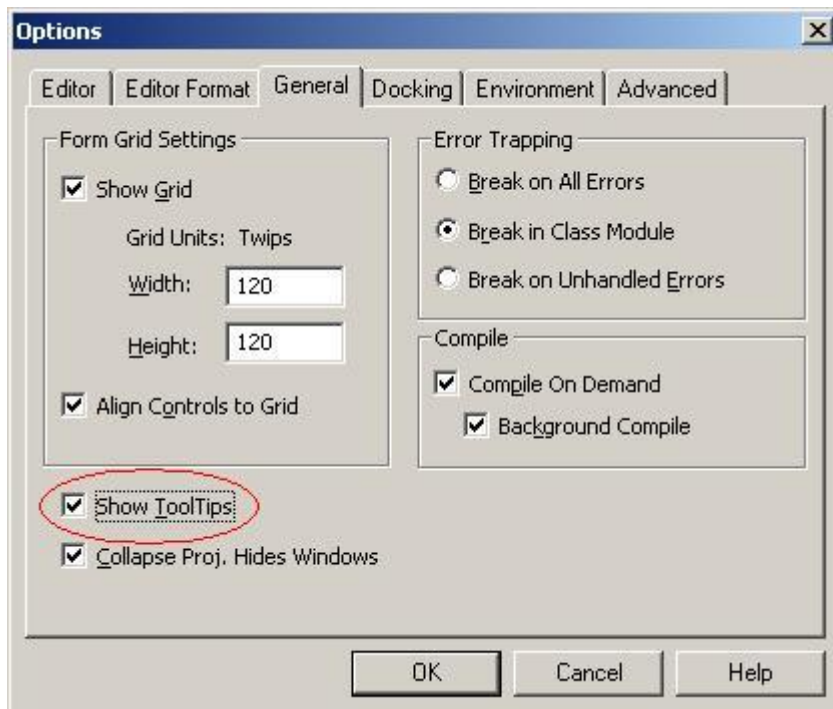 Options
Editor
Editor Format
General
Docking
Environment
Advanced
Form Grid Settings
Show Grid
Grid Units: Twips
Width: 120
Height: 120
Align Controls to Grid
Show ToolTips
Collapse Proj. Hides Windows
Error Trapping
Break on All Errors
Break in Class Module
Break on Unhandled Errors
Compile
Compile On Demand
Background Compile
OK
Cancel
Help